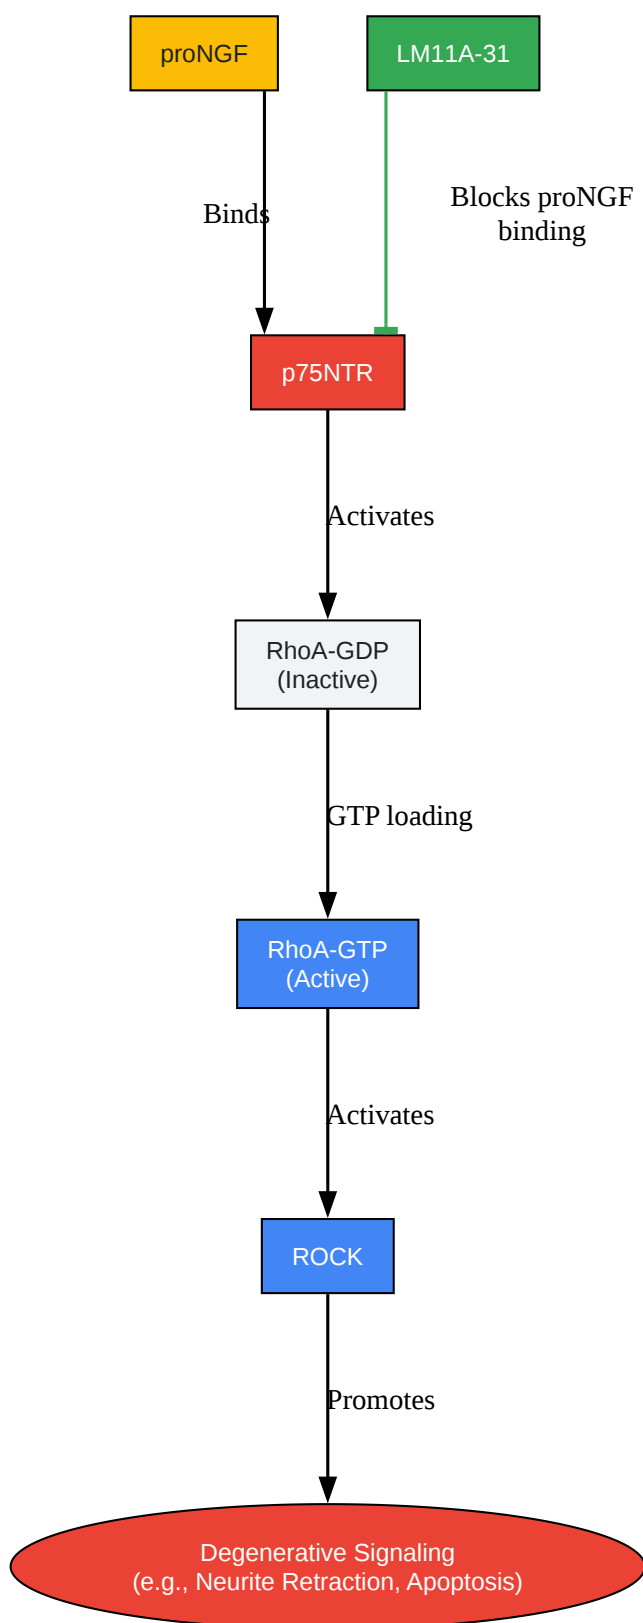 proNGF
LM11A-31
Binds
Blocks proNGF
binding
p75NTR
Activates
RhoA-GDP
(Inactive)
GTP loading
RhoA-GTP
(Active)
Activates
ROCK
Promotes
Degenerative Signaling
(e.g., Neurite Retraction, Apoptosis)